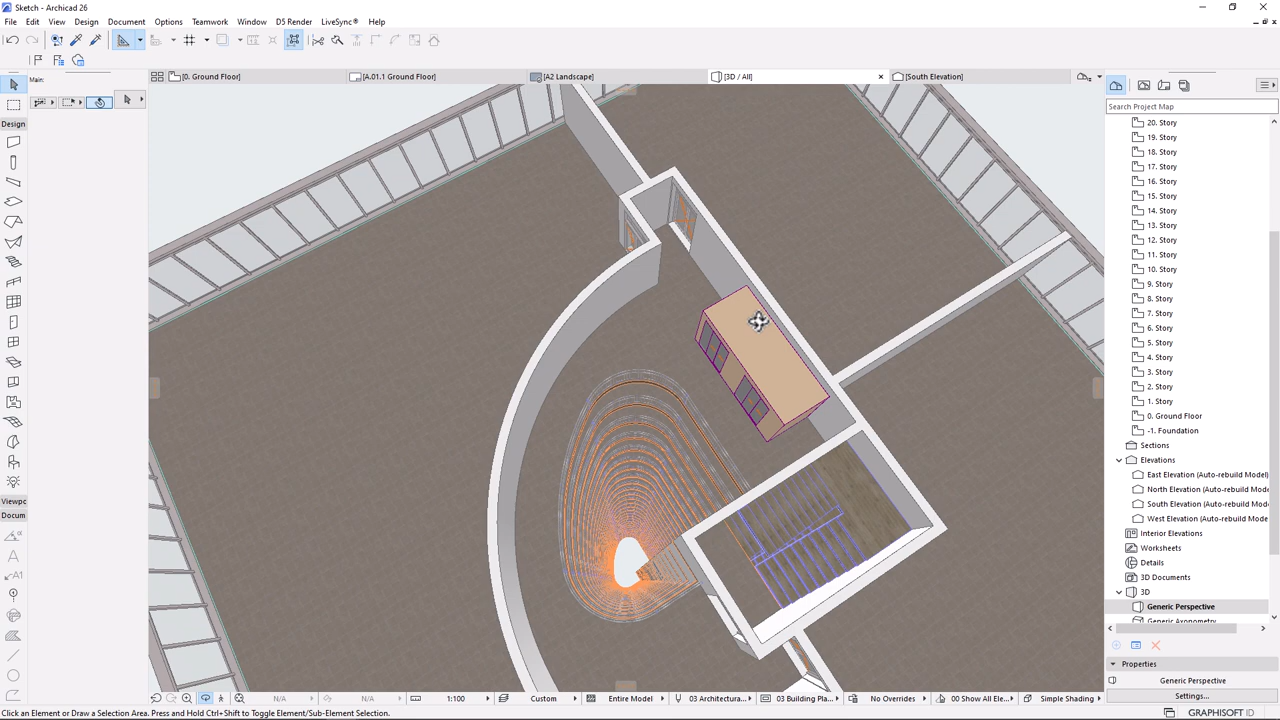 Sketch - Archicad 26
File Edit View Design Document Options Teamwork Window D5 Render LiveSync® Help
Main:
[0. Ground Floor] [A.01.1 Ground Floor] [A2 Landscape] [3D / All] [South Elevation]
Search Project Map
Design
20. Story
19. Story
18. Story
17. Story
16. Story
15. Story
14. Story
13. Story
12. Story
11. Story
10. Story
9. Story
8. Story
7. Story
6. Story
5. Story
4. Story
3. Story
2. Story
1. Story
0. Ground Floor
-1. Foundation
Sections
Elevations
East Elevation (Auto-rebuild Model)
North Elevation (Auto-rebuild Mode
South Elevation (Auto-rebuild Mode
West Elevation (Auto-rebuild Mode
Interior Elevations
Worksheets
Details
3D Documents
3D
Generic Perspective
Generic Axonometry
Viewpc
Docum
A
A1
Properties
Generic Perspective
Settings...
N/A N/A 1:100 Custom Entire Model 03 Architectura... 03 Building Pla... No Overrides 00 Show All Ele... Simple Shading
Click an Element or Draw a Selection Area. Press and Hold Ctrl+Shift to Toggle Element/Sub-Element Selection.
GRAPHISOFT ID